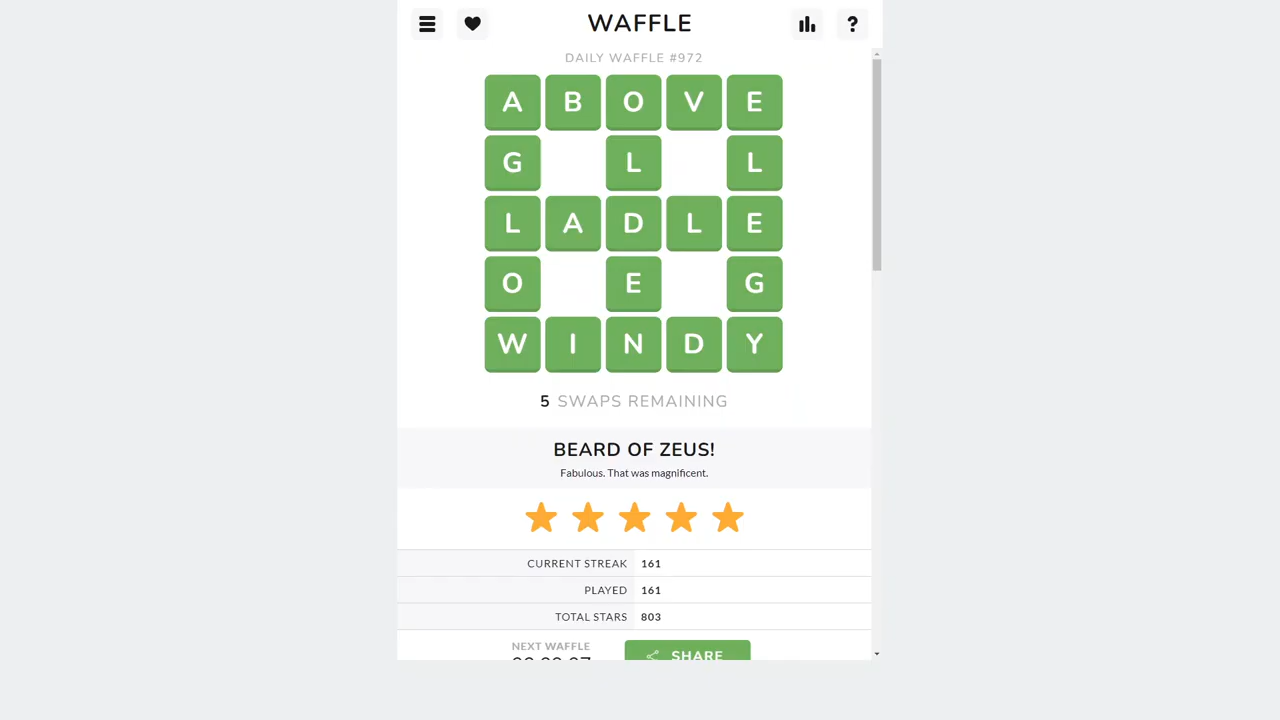 WAFFLE
?
DAILY WAFFLE #972
A B O V E
G L L
L A D L E
O E G
W I N D Y
5 SWAPS REMAINING
BEARD OF ZEUS!
Fabulous. That was magnificent.
CURRENT STREAK 161
PLAYED 161
TOTAL STARS 803
NEXT WAFFLE
SHARE